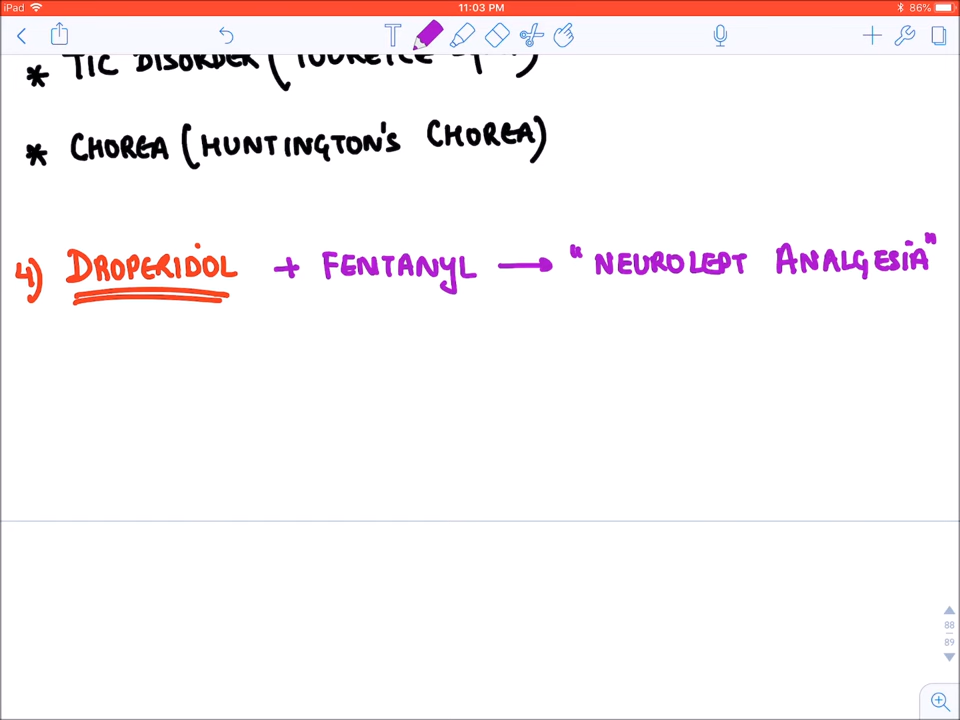 iPad 11:03 PM 86%
T
* TIC DISORDER (
* CHOREA (HUNTINGTON'S CHOREA)
4) DROPERIDOL + FENTANYL → "NEUROLEPT ANALGESIA"
88
89